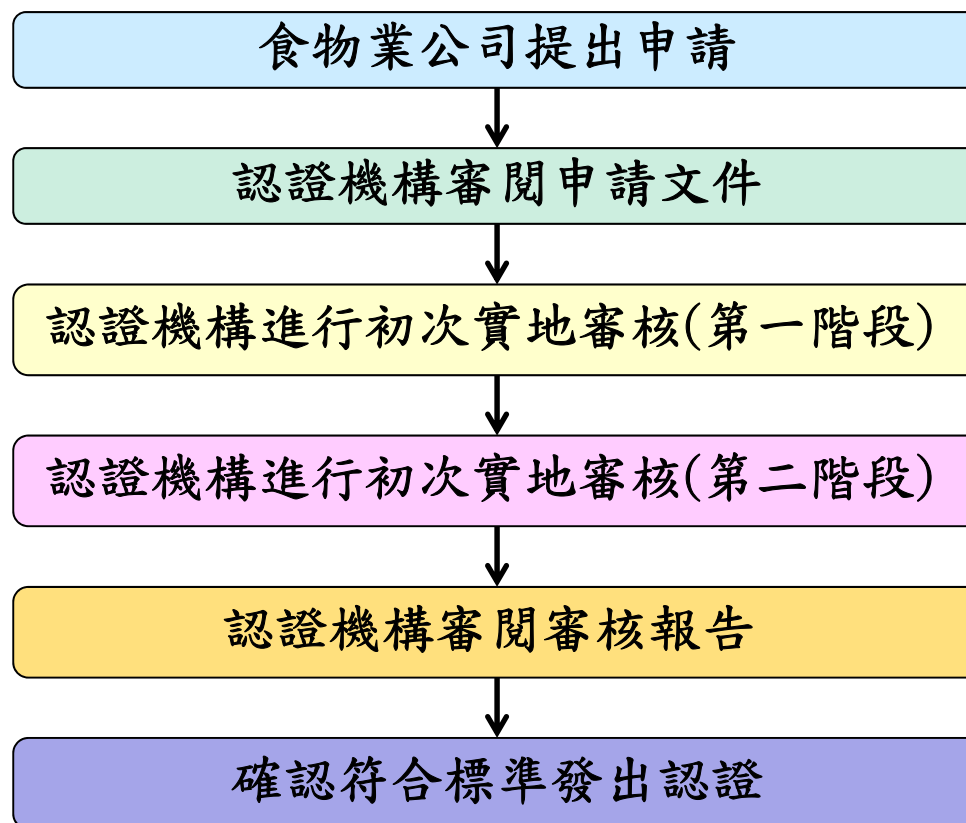 食物業公司提出申請
認證機構審閱申請文件
認證機構進行初次實地審核(第一階段)
認證機構進行初次實地審核(第二階段)
認證機構審閱審核報告
確認符合標準發出認證